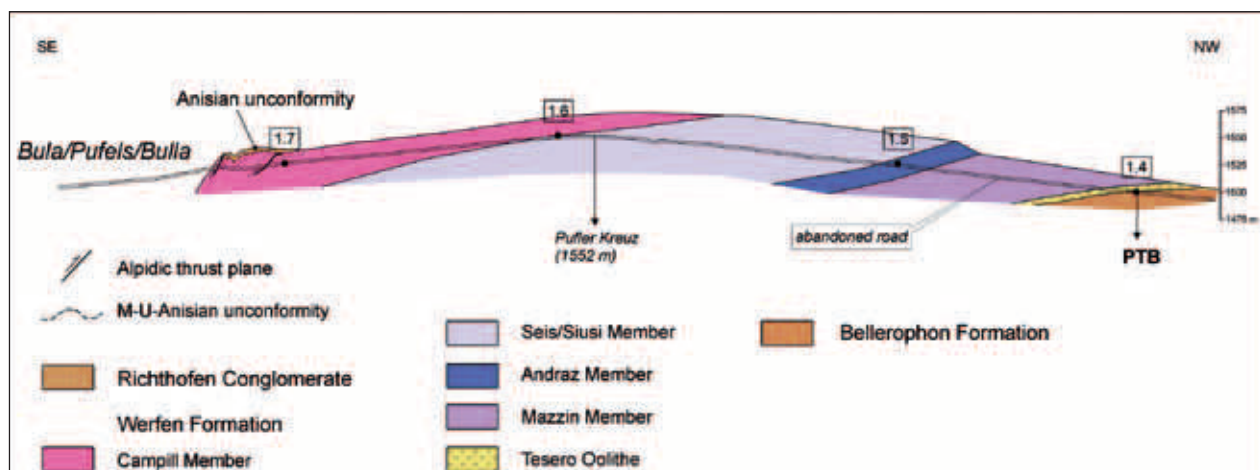 SE
NW
Anisian unconformity
1.7
1.6
1.5
1.4
Bula/Pufels/Bulla
1575
1550
1525
1500
1475 m
Pufler Kreuz
(1552 m)
abandoned road
PTB
Alpidic thrust plane
M-U-Anisian unconformity
Richthofen Conglomerate
Werfen Formation
Campill Member
Seis/Siusi Member
Andraz Member
Mazzin Member
Tesero Oolithe
Bellerophon Formation